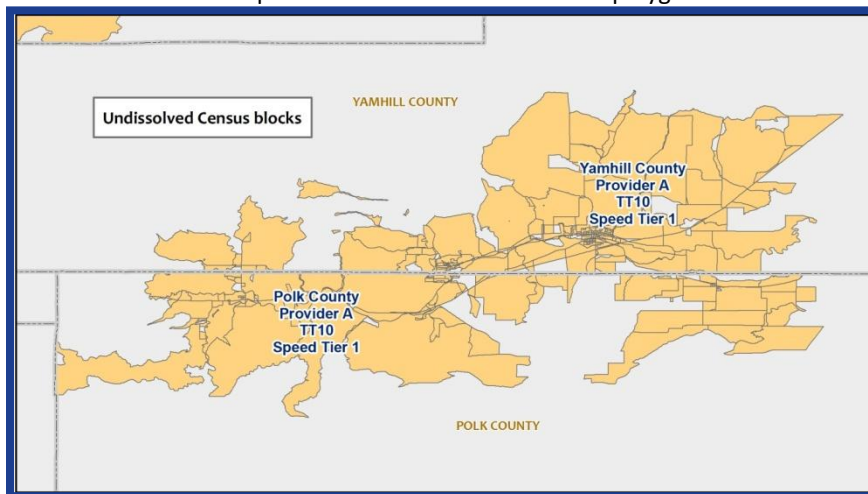 YAMHILL COUNTY
Undissolved Census blocks
Yamhill County
Provider A
TT10
Speed Tier 1
Polk County
Provider A
TT10
Speed Tier 1
POLK COUNTY